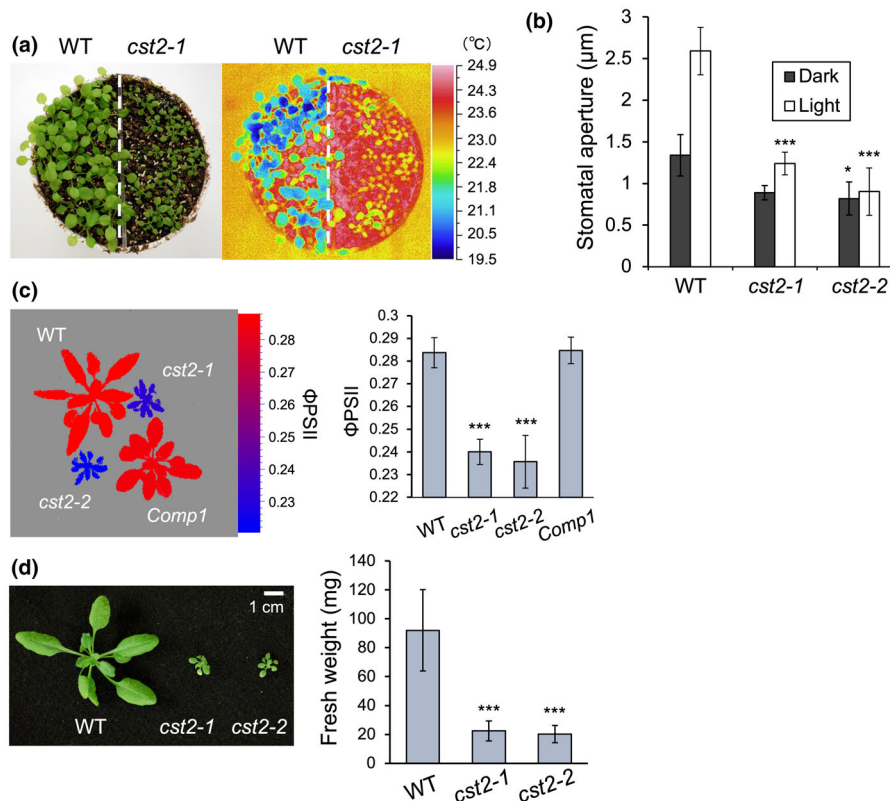 (a) WT cst2-1 WT cst2-1 (°C)
24.9
24.4
23.8
23.0
22.4
21.8
21.1
20.5
19.5
(b)
Stomatal aperture (µm)
3
2.5
2
1.5
1
0.5
0
Dark
Light
***
* ***
WT cst2-1 cst2-2
(c)
WT
cst2-1
cst2-2
Comp1
0.28
0.27
0.26
0.25
0.24
0.23
ΦPSII
ΦPSII
0.3
0.29
0.28
0.27
0.26
0.25
0.24
0.23
0.22
*** ***
WT cst2-1 cst2-2 Comp1
(d)
1 cm
WT cst2-1 cst2-2
Fresh weight (mg)
140
120
100
80
60
40
20
0
*** ***
WT cst2-1 cst2-2